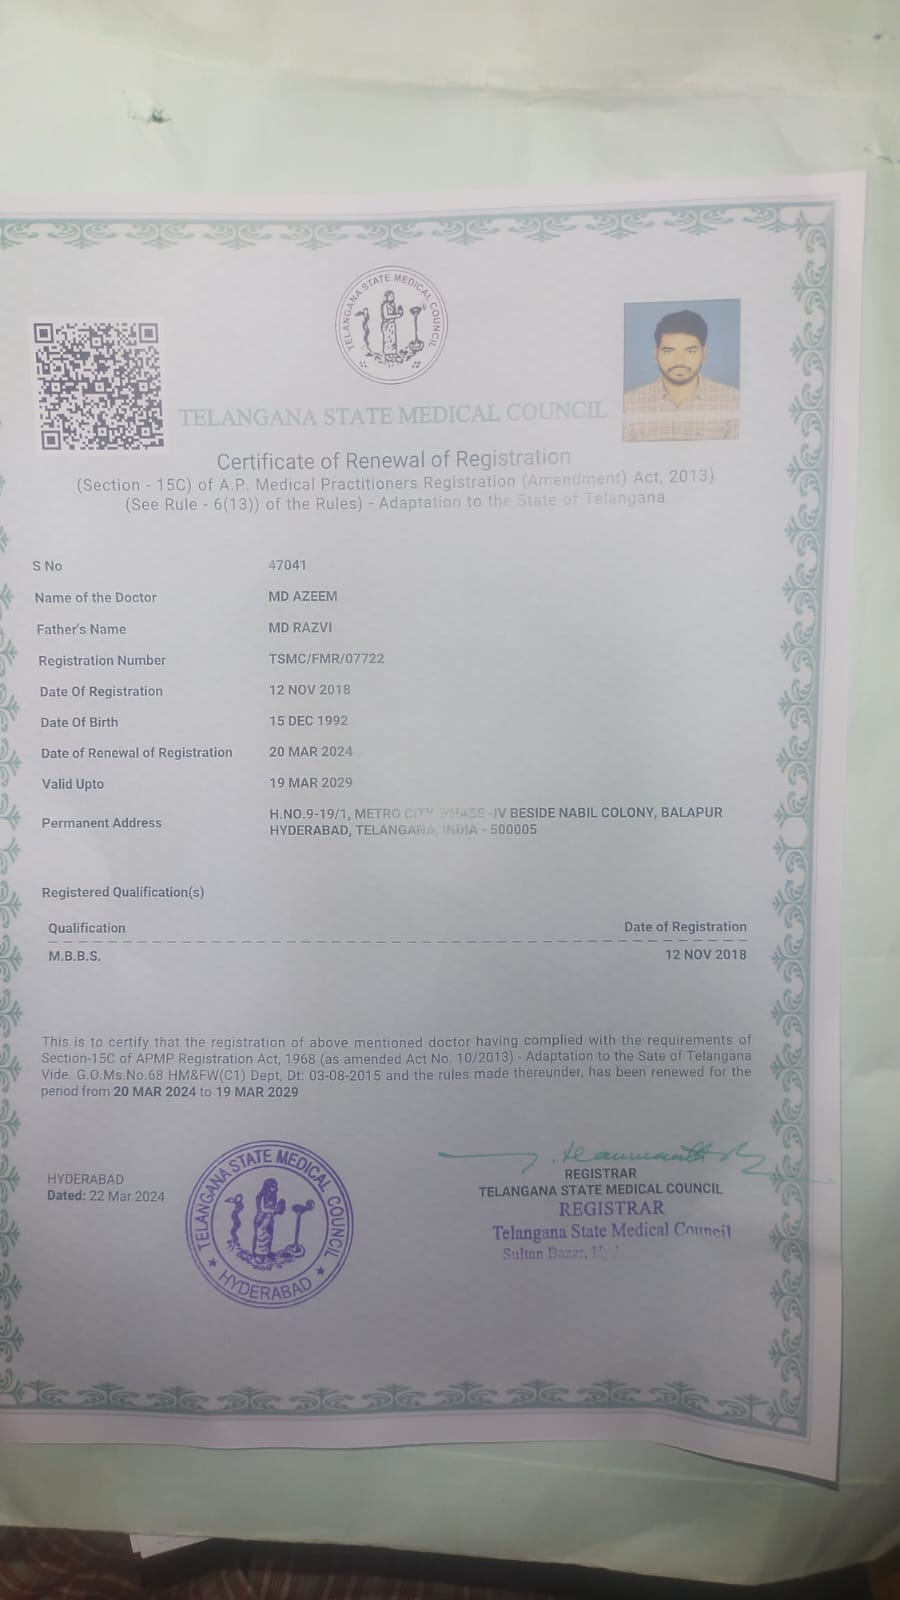 TELANGANA STATE MEDICAL COUNCIL
TELANGANA STATE MEDICAL COUNCIL
Certificate of Renewal of Registration
(Section - 15C) of A.P. Medical Practitioners Registration (Amendment) Act, 2013)
(See Rule - 6(13)) of the Rules) - Adaptation to the State of Telangana
S No 47041
Name of the Doctor MD AZEEM
Father's Name MD RAZVI
Registration Number TSMC/FMR/07722
Date Of Registration 12 NOV 2018
Date Of Birth 15 DEC 1992
Date of Renewal of Registration 20 MAR 2024
Valid Upto 19 MAR 2029
Permanent Address H.NO.9-19/1, METRO CITY PHASE -IV BESIDE NABIL COLONY, BALAPUR
HYDERABAD, TELANGANA, INDIA - 500005
Registered Qualification(s)
Qualification Date of Registration
M.B.B.S. 12 NOV 2018
This is to certify that the registration of above mentioned doctor having complied with the requirements of
Section-15C of APMP Registration Act, 1968 (as amended Act No. 10/2013) - Adaptation to the Sate of Telangana
Vide. G.O.Ms.No.68 HM&FW(C1) Dept, Dt: 03-08-2015 and the rules made thereunder, has been renewed for the
period from 20 MAR 2024 to 19 MAR 2029
HYDERABAD
Dated: 22 Mar 2024
TELANGANA STATE MEDICAL COUNCIL
★ HYDERABAD ★
REGISTRAR
TELANGANA STATE MEDICAL COUNCIL
REGISTRAR
Telangana State Medical Council
Sultan Bazar,